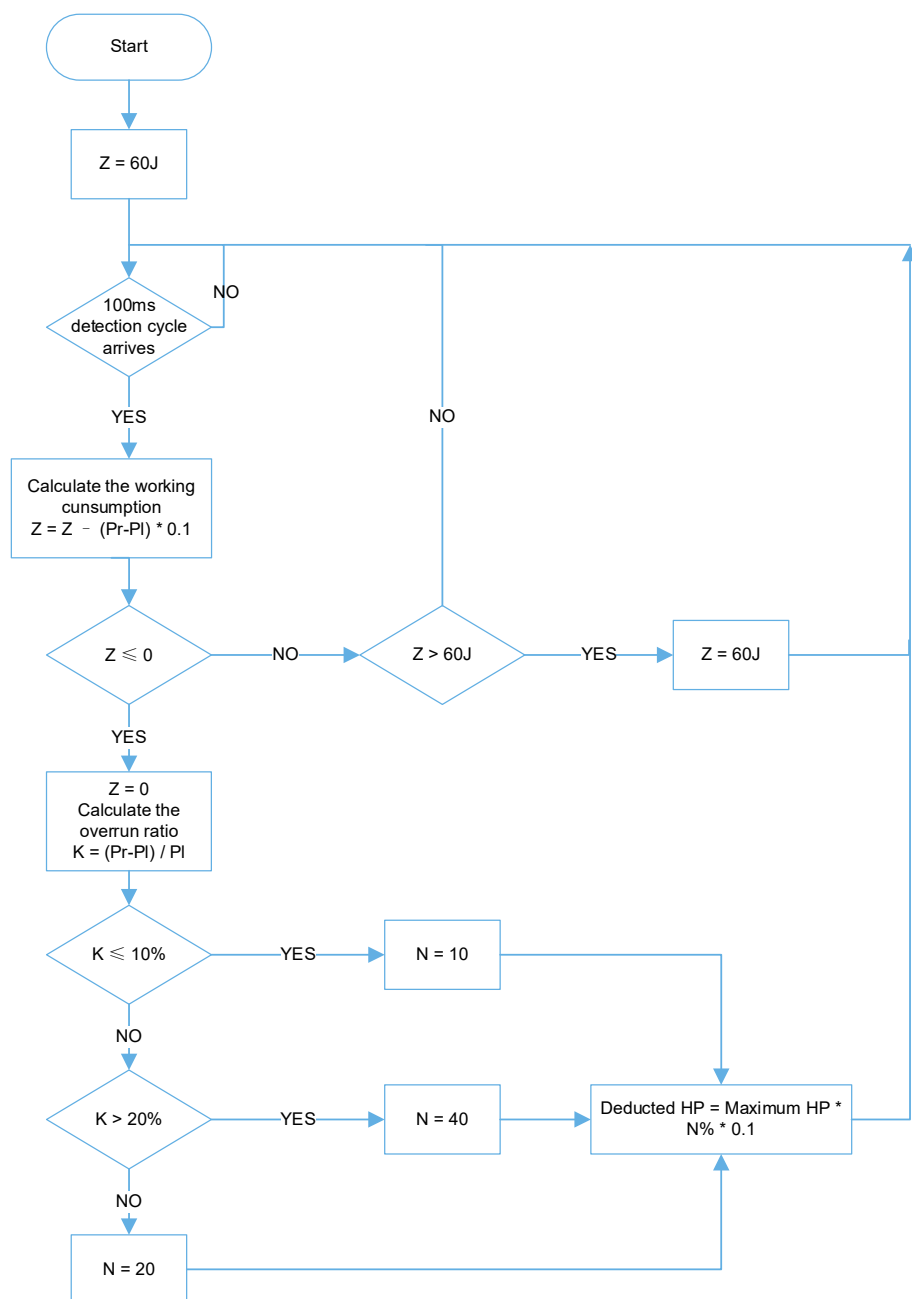 Start
Z = 60J
NO
100ms
detection cycle
arrives
YES
NO
Calculate the working
cunsumption
Z = Z － (Pr-Pl) * 0.1
Z ≤ 0
NO
Z > 60J
YES
Z = 60J
YES
Z = 0
Calculate the
overrun ratio
K = (Pr-Pl) / Pl
K ≤ 10%
YES
N = 10
NO
K > 20%
YES
N = 40
Deducted HP = Maximum HP *
N% * 0.1
NO
N = 20